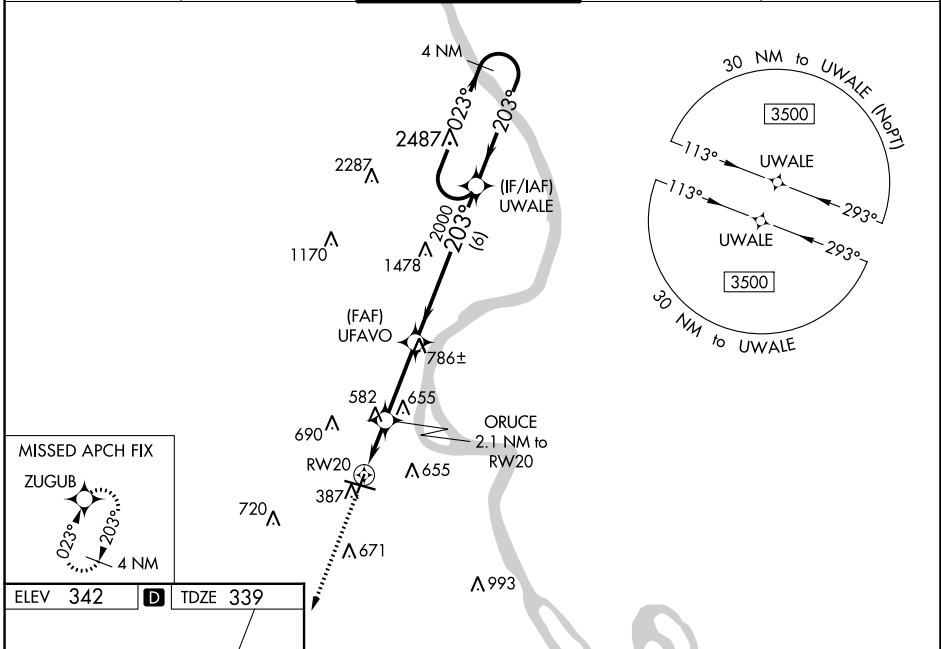 4 NM
023°
203°
2487
2287
(IF/IAF)
UWALE
2000
203°
(6)
1170
1478
(FAF)
UFAVO
786±
582
655
ORUCE
2.1 NM to
RW20
690
RW20
655
387
720
671
993
30 NM to UWALE (NoPT)
3500
113°
UWALE
293°
113°
UWALE
293°
3500
30 NM to UWALE
MISSED APCH FIX
ZUGUB
023°
203°
4 NM
ELEV 342 D TDZE 339